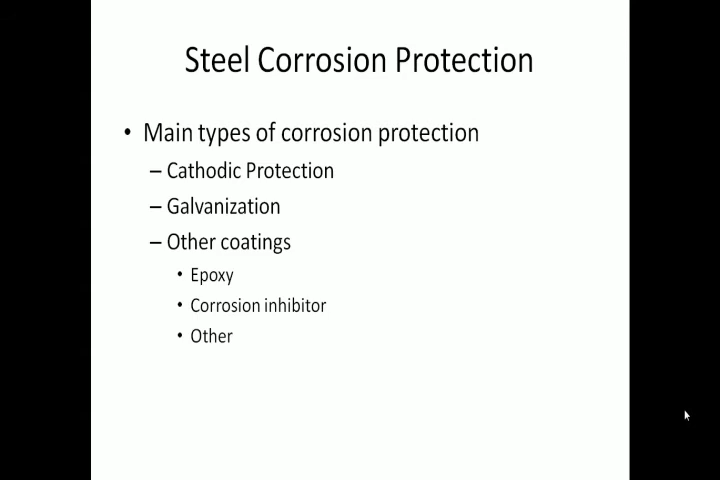 Steel Corrosion Protection
• Main types of corrosion protection
– Cathodic Protection
– Galvanization
– Other coatings
• Epoxy
• Corrosion inhibitor
• Other